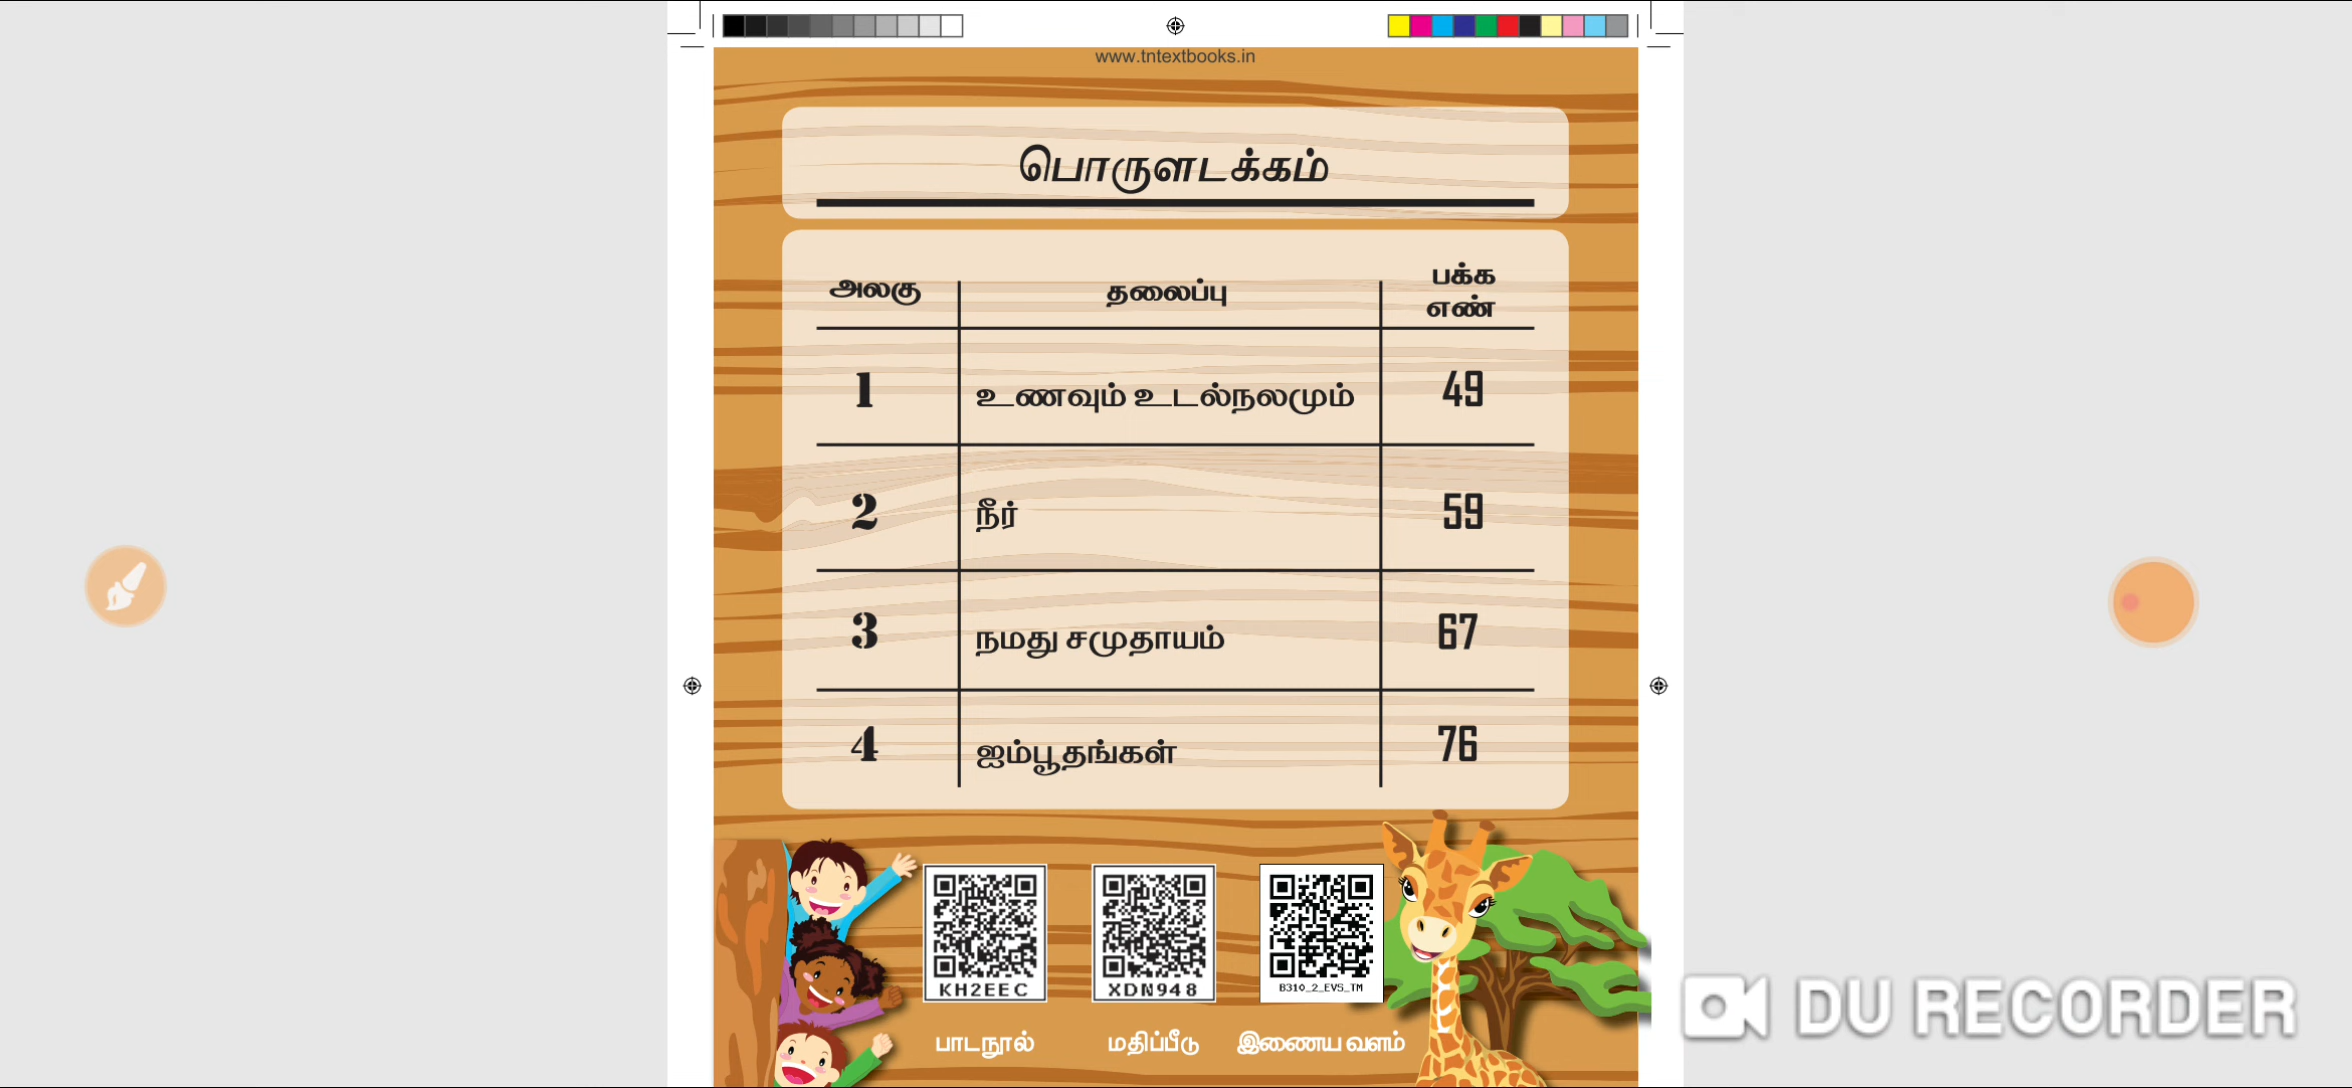 www.tntextbooks.in
பொருளடக்கம்
அலகு தலைப்பு பக்க எண்
1 உணவும் உடல்நலமும் 49
2 நீர் 59
3 நமது சமுதாயம் 67
4 ஐம்பூதங்கள் 76
KH2EEC XDN948 B310_2_EVS_TM
பாடநூல் மதிப்பீடு இணைய வளம்
DU RECORDER